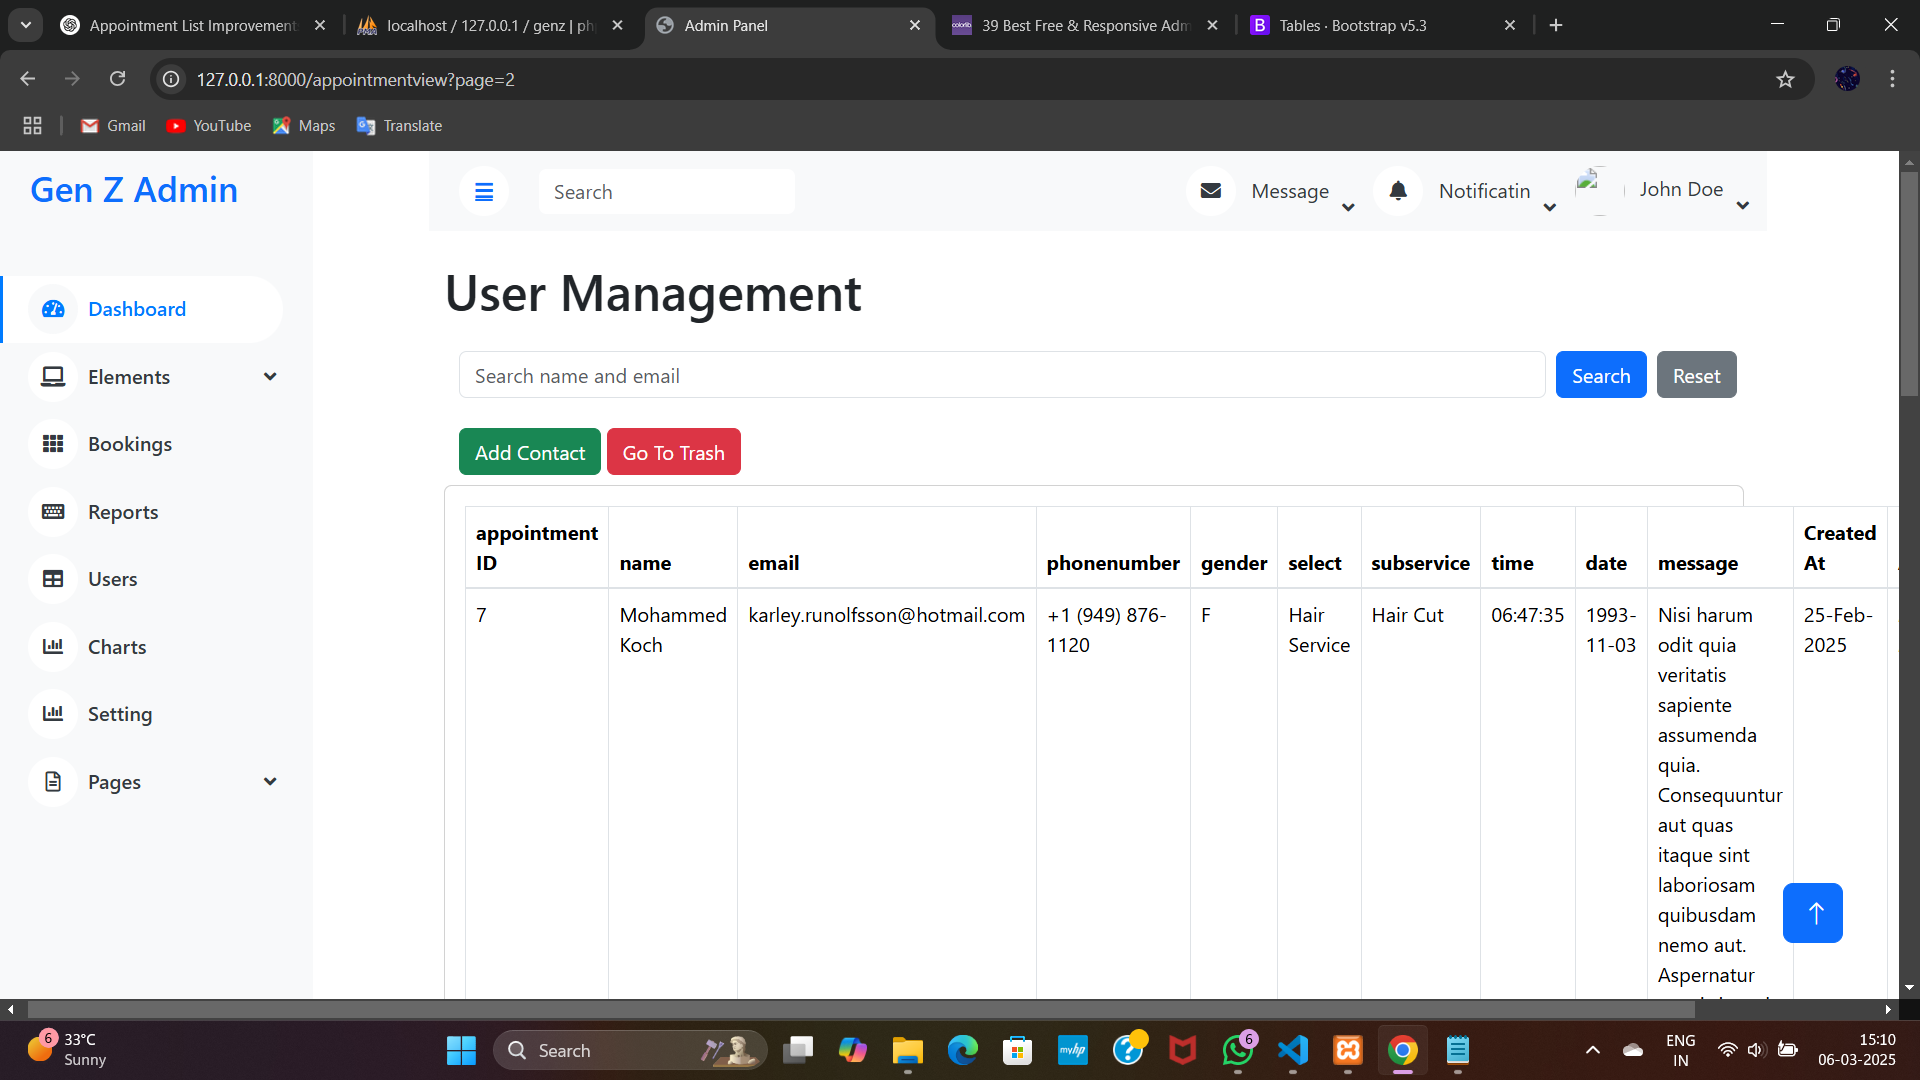 Appointment List Improvement
localhost / 127.0.0.1 / genz | ph
Admin Panel
39 Best Free & Responsive Adm
Tables · Bootstrap v5.3
127.0.0.1:8000/appointmentview?page=2
Gmail
YouTube
Maps
Translate
Gen Z Admin
Search
Message
Notificatin
John Doe
Dashboard
Elements
Bookings
Reports
Users
Charts
Setting
Pages
User Management
Search name and email
Search
Reset
Add Contact
Go To Trash
appointment ID
name
email
phonenumber
gender
select
subservice
time
date
message
Created At
7
Mohammed Koch
karley.runolfsson@hotmail.com
+1 (949) 876-
1120
F
Hair
Service
Hair Cut
06:47:35
1993-
11-03
Nisi harum
odit quia
veritatis
sapiente
assumenda
quia.
Consequuntur
aut quas
itaque sint
laboriosam
quibusdam
nemo aut.
Aspernatur
25-Feb-
2025
6
33°C
Sunny
Search
myhp
6
ENG
IN
15:10
06-03-2025